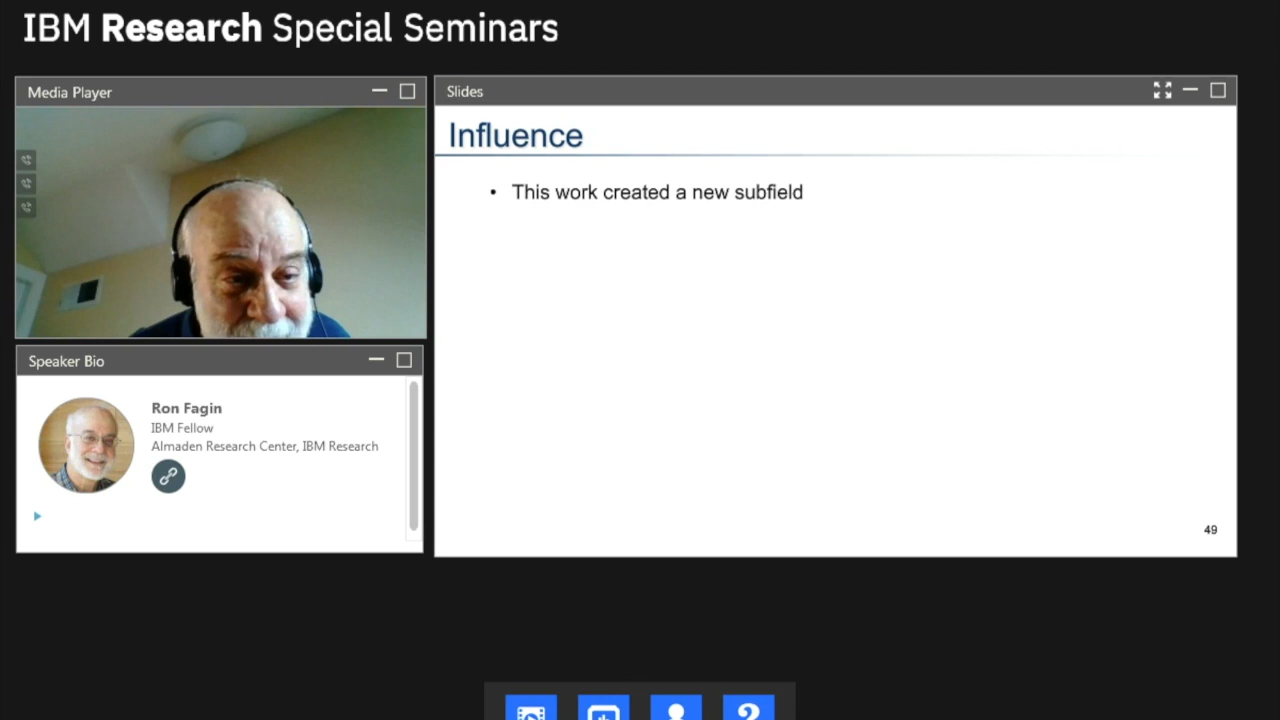 IBM Research Special Seminars
Media Player
Slides
Influence
• This work created a new subfield
Speaker Bio
Ron Fagin
IBM Fellow
Almaden Research Center, IBM Research
49
?